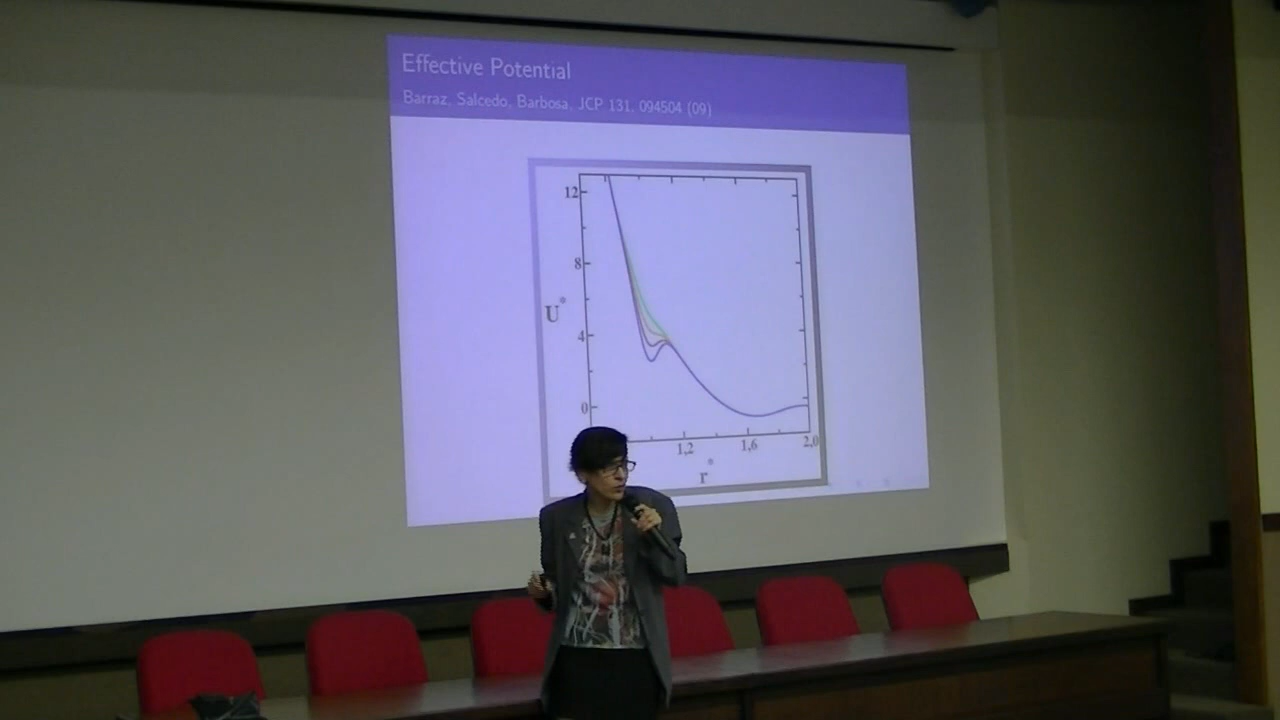 Effective Potential
Barraz, Salcedo, Barbosa, JCP 131, 094504 (09)
12
8
U*
4
0
1,2 1,6 2,0
r*